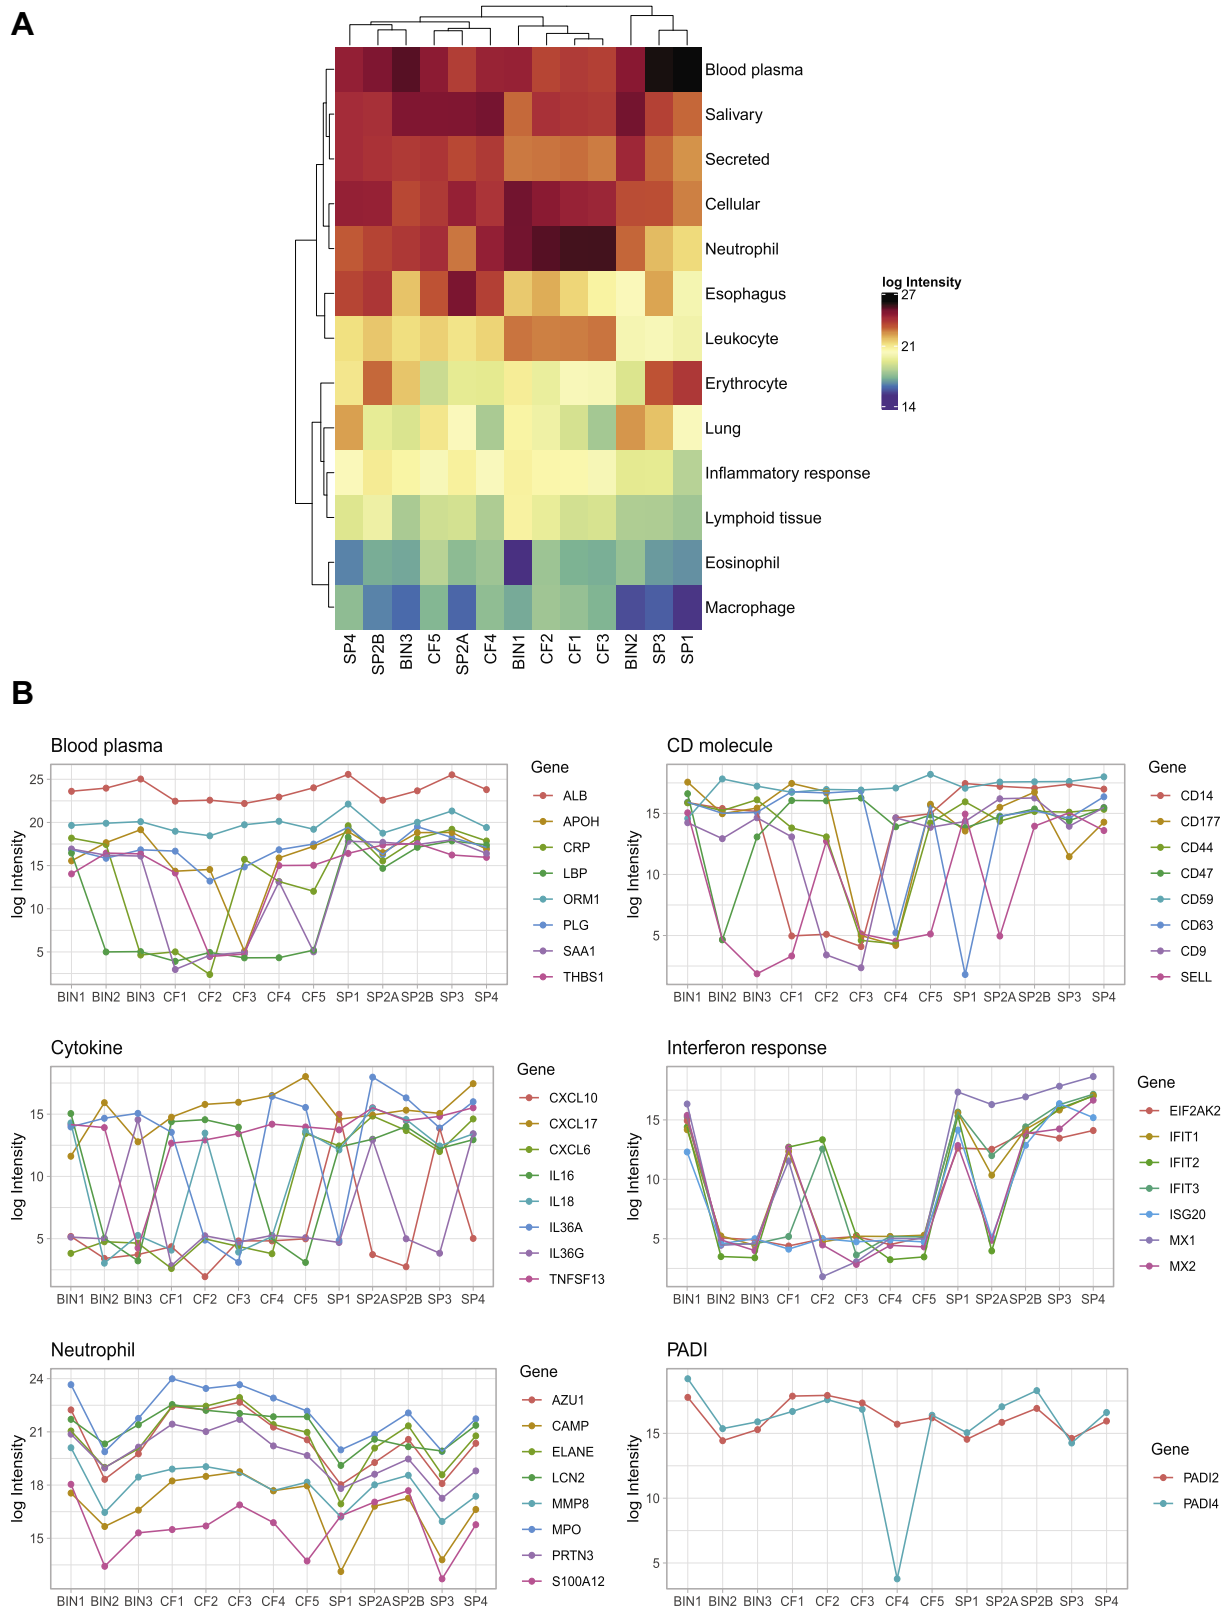 A
Blood plasma
Salivary
Secreted
Cellular
Neutrophil
Esophagus
Leukocyte
Erythrocyte
Lung
Inflammatory response
Lymphoid tissue
Eosinophil
Macrophage
log Intensity
27
21
14
SP4 SP2B BIN3 CF5 SP2A CF4 BIN1 CF2 CF1 CF3 BIN2 SP3 SP1
B
Blood plasma
log Intensity
25
20
15
10
5
BIN1 BIN2 BIN3 CF1 CF2 CF3 CF4 CF5 SP1 SP2A SP2B SP3 SP4
Gene
ALB
APOH
CRP
LBP
ORM1
PLG
SAA1
THBS1
CD molecule
log Intensity
15
10
5
BIN1 BIN2 BIN3 CF1 CF2 CF3 CF4 CF5 SP1 SP2A SP2B SP3 SP4
Gene
CD14
CD177
CD44
CD47
CD59
CD63
CD9
SELL
Cytokine
log Intensity
15
10
5
BIN1 BIN2 BIN3 CF1 CF2 CF3 CF4 CF5 SP1 SP2A SP2B SP3 SP4
Gene
CXCL10
CXCL17
CXCL6
IL16
IL18
IL36A
IL36G
TNFSF13
Interferon response
log Intensity
15
10
5
BIN1 BIN2 BIN3 CF1 CF2 CF3 CF4 CF5 SP1 SP2A SP2B SP3 SP4
Gene
EIF2AK2
IFIT1
IFIT2
IFIT3
ISG20
MX1
MX2
Neutrophil
log Intensity
24
21
18
15
BIN1 BIN2 BIN3 CF1 CF2 CF3 CF4 CF5 SP1 SP2A SP2B SP3 SP4
Gene
AZU1
CAMP
ELANE
LCN2
MMP8
MPO
PRTN3
S100A12
PADI
log Intensity
15
10
5
BIN1 BIN2 BIN3 CF1 CF2 CF3 CF4 CF5 SP1 SP2A SP2B SP3 SP4
Gene
PADI2
PADI4